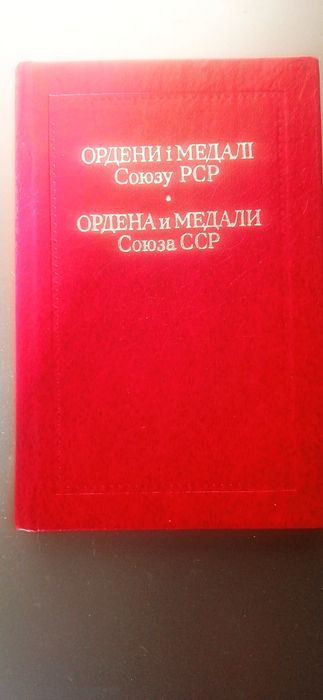 ОРДЕНИ і МЕДАЛІ
Союзу РСР
•
ОРДЕНА и МЕДАЛИ
Союза ССР